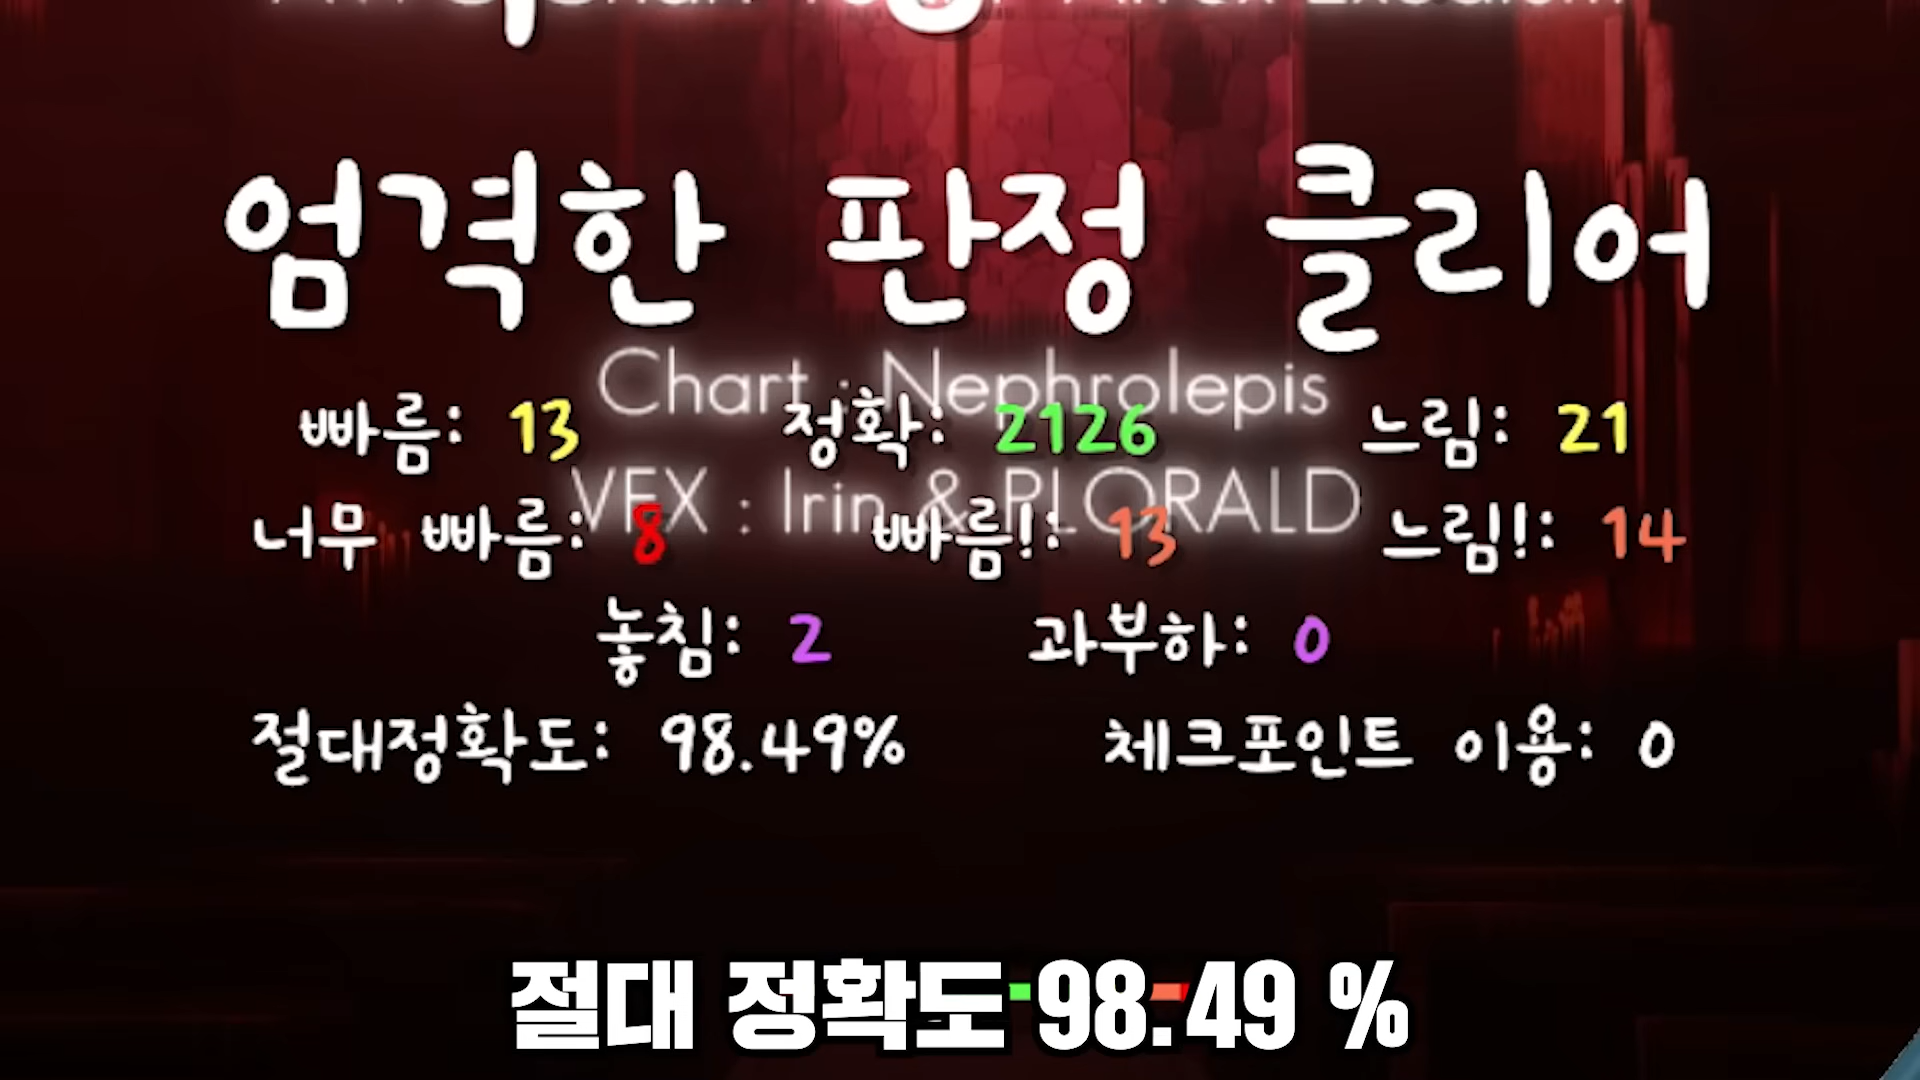 엄격한 판정 클리어
Chart : Nephrolepis
빠름: 13 정확: 2126 느림: 21
VFX : Irin & PLORALD
너무 빠름: 8 빠름!: 13 느림!: 14
놓침: 2 과부하: 0
절대정확도: 98.49% 체크포인트 이용: 0
절대 정확도 98.49 %